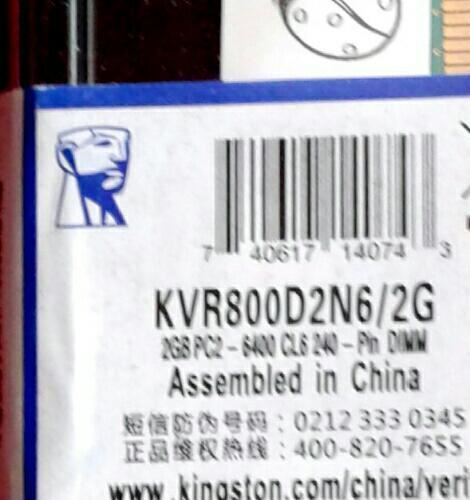 7 40617 14074 3
KVR800D2N6/2G
2GB PC2-6400 CL6 240-Pin DIMM
Assembled in China
短信防伪号码：0212 333 0345
正品维权热线：400-820-7655
www.kingston.com/china/veri